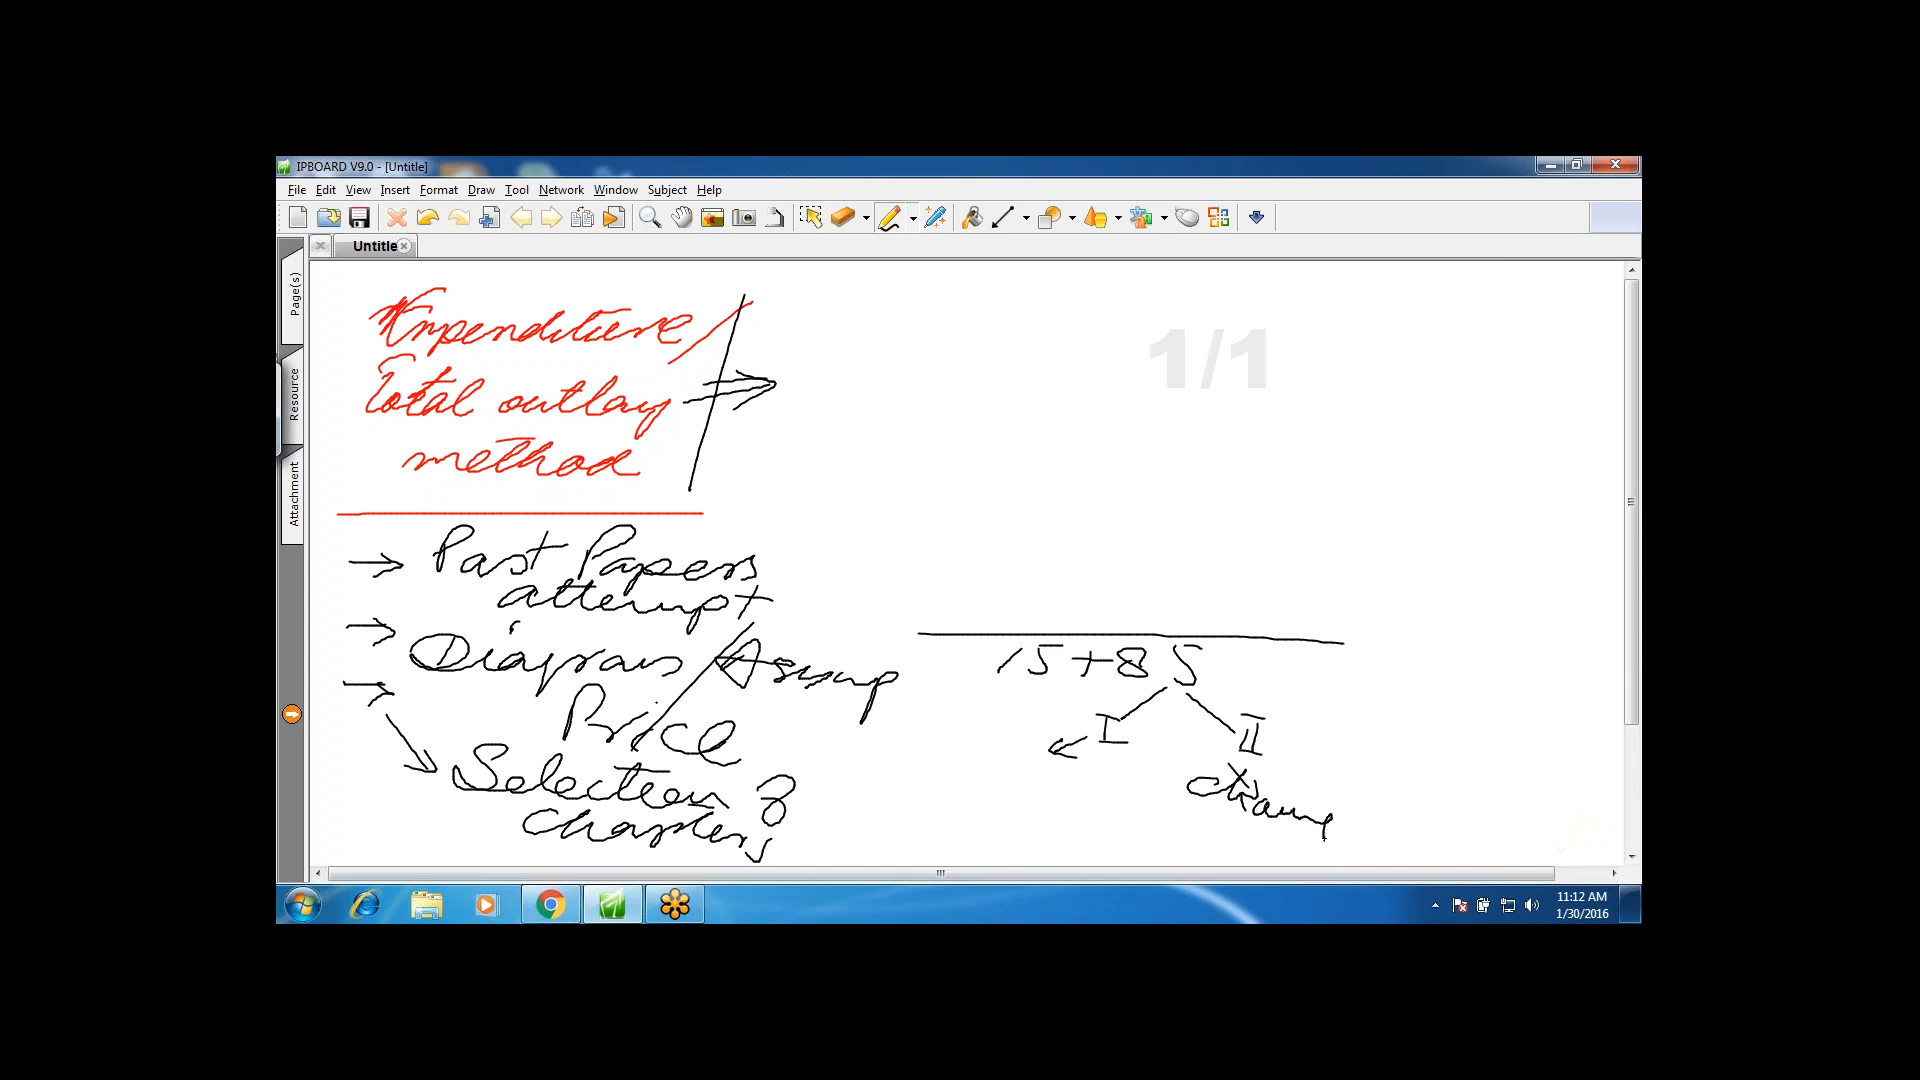 IPBOARD V9.0 - [Untitle]
File Edit View Insert Format Draw Tool Network Window Subject Help
Untitle
Page(s)
Resource
Attachment
1/1
Expenditure/
Total outlay
method
Past Papers
attempt
Diagrams / Assump
Price
Selection of
chapters
15+85
I II
11:12 AM
1/30/2016